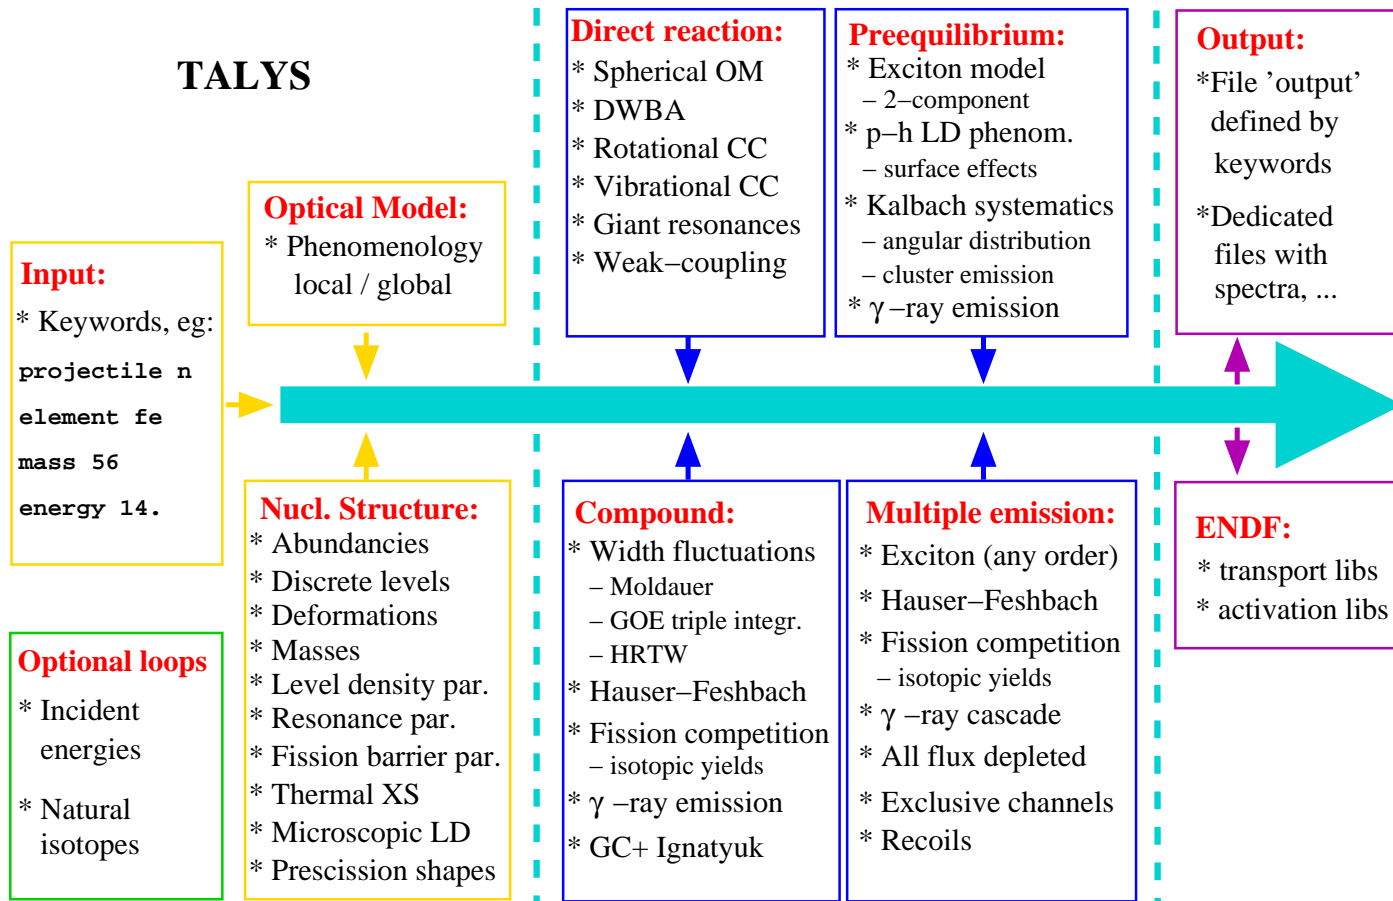 TALYS
Input:
* Keywords, eg:
projectile n
element fe
mass 56
energy 14.
Optional loops
* Incident
energies
* Natural
isotopes
Optical Model:
* Phenomenology
local / global
Nucl. Structure:
* Abundancies
* Discrete levels
* Deformations
* Masses
* Level density par.
* Resonance par.
* Fission barrier par.
* Thermal XS
* Microscopic LD
* Prescission shapes
Direct reaction:
* Spherical OM
* DWBA
* Rotational CC
* Vibrational CC
* Giant resonances
* Weak−coupling
Preequilibrium:
* Exciton model
− 2−component
* p−h LD phenom.
− surface effects
* Kalbach systematics
− angular distribution
− cluster emission
* γ −ray emission
Compound:
* Width fluctuations
− Moldauer
− GOE triple integr.
− HRTW
* Hauser−Feshbach
* Fission competition
− isotopic yields
* γ −ray emission
* GC+ Ignatyuk
Multiple emission:
* Exciton (any order)
* Hauser−Feshbach
* Fission competition
− isotopic yields
* γ −ray cascade
* All flux depleted
* Exclusive channels
* Recoils
Output:
*File ’output’
defined by
keywords
*Dedicated
files with
spectra, ...
ENDF:
* transport libs
* activation libs